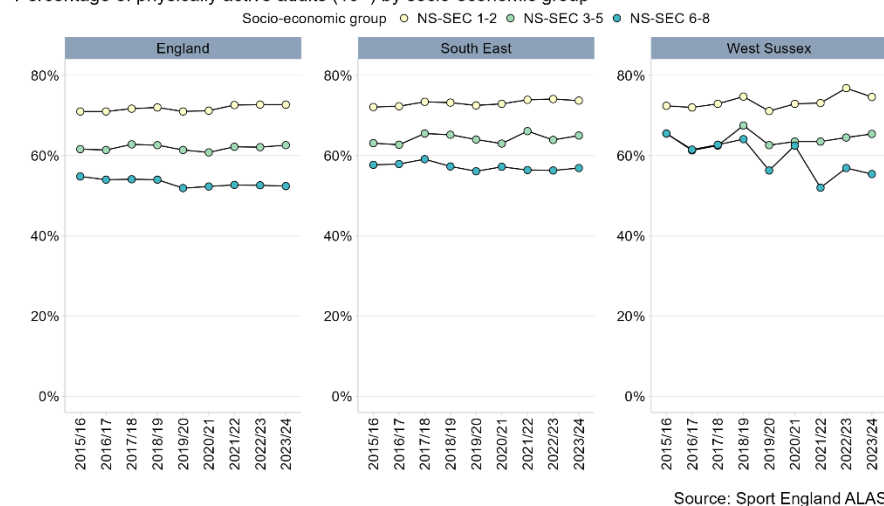 Percentage of physically active adults (16+) by socio-economic group
Socio-economic group NS-SEC 1-2 NS-SEC 3-5 NS-SEC 6-8
England South East West Sussex
80% 80% 80%
60% 60% 60%
40% 40% 40%
20% 20% 20%
0% 0% 0%
2015/16 2016/17 2017/18 2018/19 2019/20 2020/21 2021/22 2022/23 2023/24 2015/16 2016/17 2017/18 2018/19 2019/20 2020/21 2021/22 2022/23 2023/24 2015/16 2016/17 2017/18 2018/19 2019/20 2020/21 2021/22 2022/23 2023/24
Source: Sport England ALAS